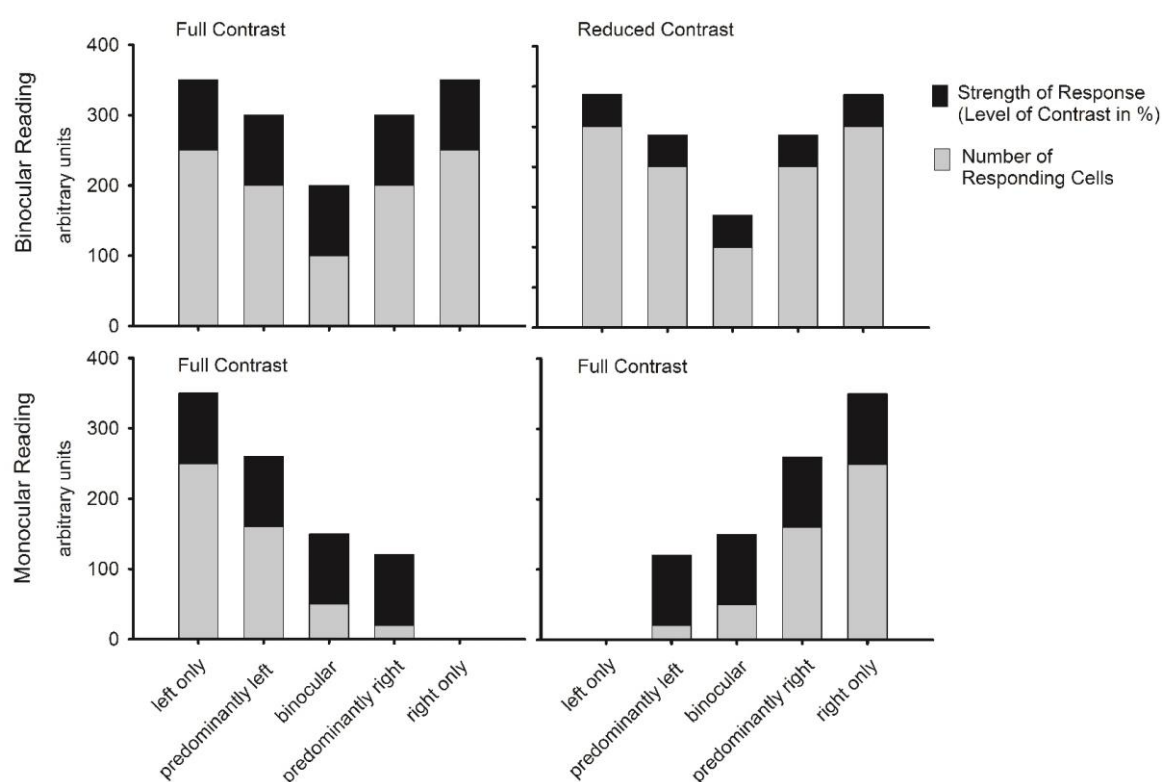 Full Contrast
Reduced Contrast
Binocular Reading
arbitrary units
400
300
200
100
0
Strength of Response
(Level of Contrast in %)
Number of
Responding Cells
Full Contrast
Full Contrast
Monocular Reading
arbitrary units
400
300
200
100
0
left only
predominantly left
binocular
predominantly right
right only
left only
predominantly left
binocular
predominantly right
right only